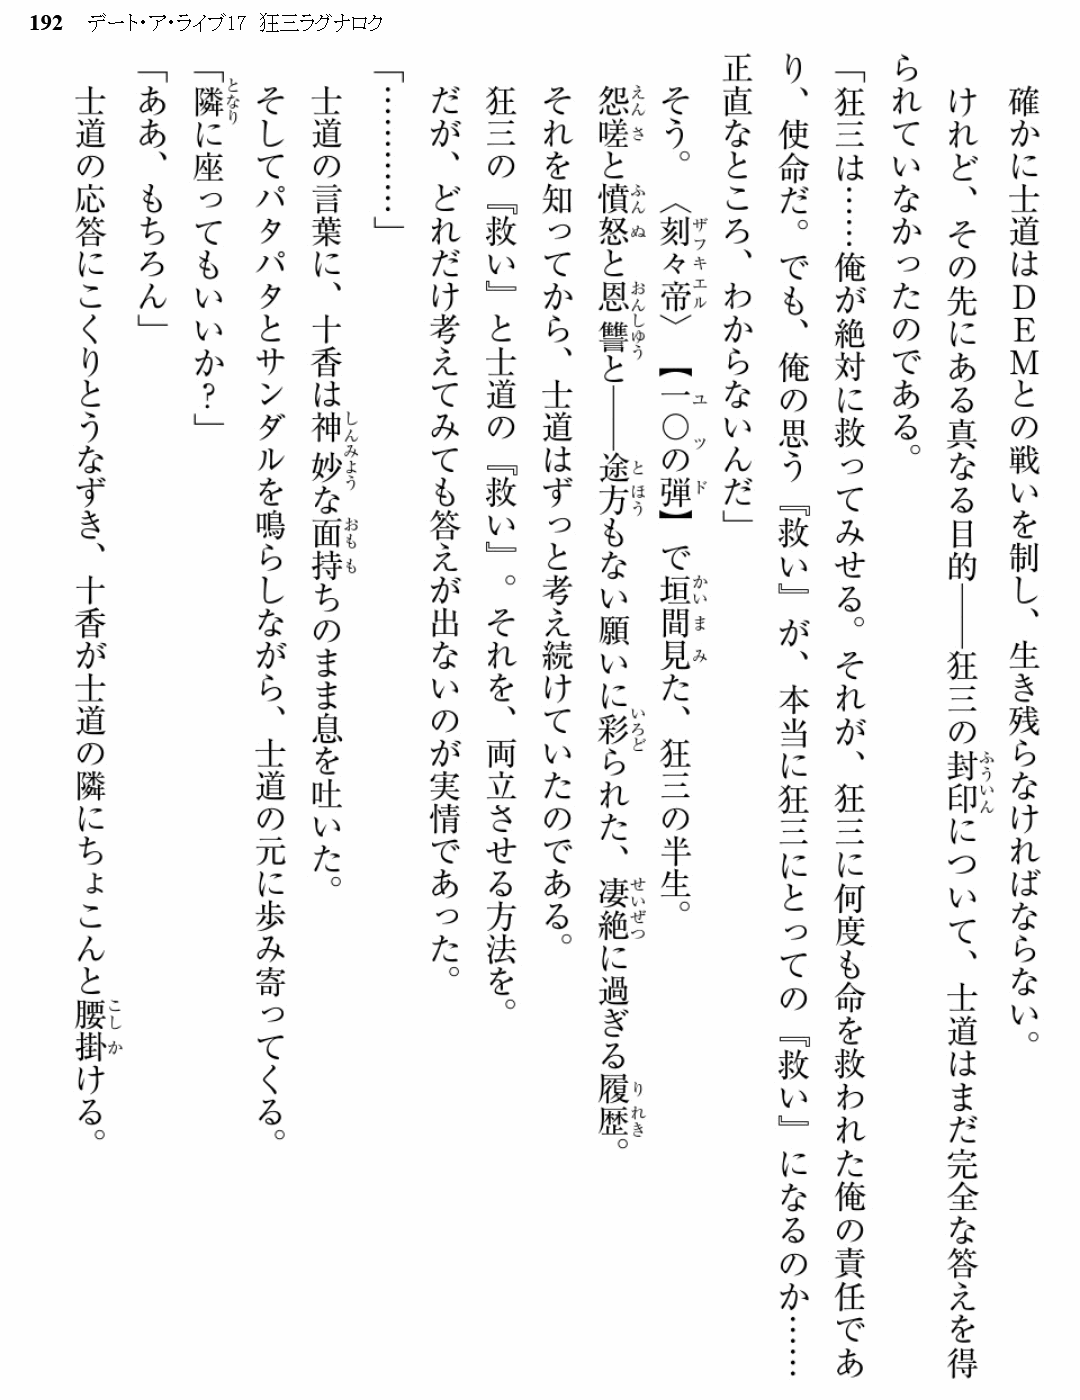 192 デート・ア・ライブ17 狂三ラグナロク
確かに士道はＤＥＭとの戦いを制し、生き残らなければならない。
けれど、その先にある真なる目的――狂三の封印について、士道はまだ完全な答えを得
られていなかったのである。
「狂三は……俺が絶対に救ってみせる。それが、狂三に何度も命を救われた俺の責任であ
り、使命だ。でも、俺の思う『救い』が、本当に狂三にとっての『救い』になるのか……
正直なところ、わからないんだ」
そう。〈刻々帝〉【一〇の弾】で垣間見た、狂三の半生。
怨嗟と憤怒と恩讐と――途方もない願いに彩られた、凄絶に過ぎる履歴。
それを知ってから、士道はずっと考え続けていたのである。
狂三の『救い』と士道の『救い』。それを、両立させる方法を。
だが、どれだけ考えてみても答えが出ないのが実情であった。
「…………」
士道の言葉に、十香は神妙な面持ちのまま息を吐いた。
そしてパタパタとサンダルを鳴らしながら、士道の元に歩み寄ってくる。
「隣に座ってもいいか？」
「ああ、もちろん」
士道の応答にこくりとうなずき、十香が士道の隣にちょこんと腰掛ける。